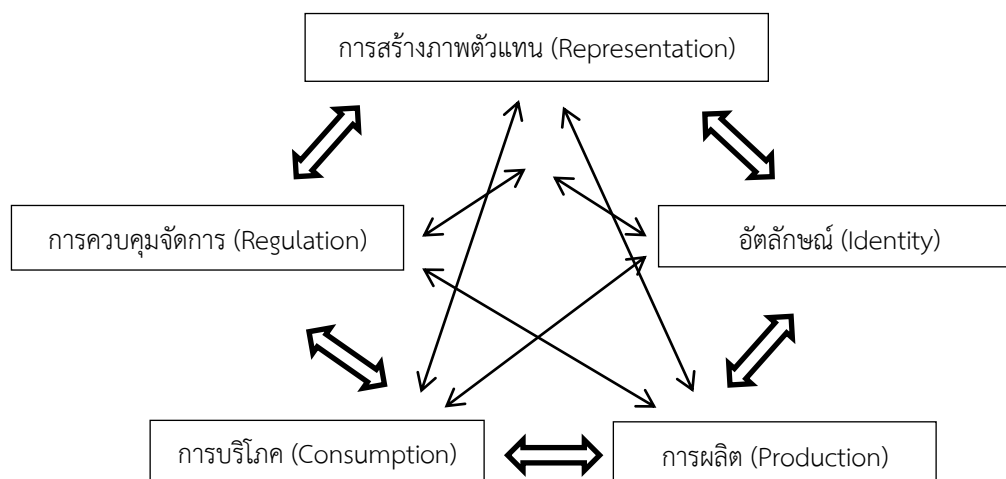 การสร้างภาพตัวแทน (Representation)
การควบคุมจัดการ (Regulation)
อัตลักษณ์ (Identity)
การบริโภค (Consumption)
การผลิต (Production)